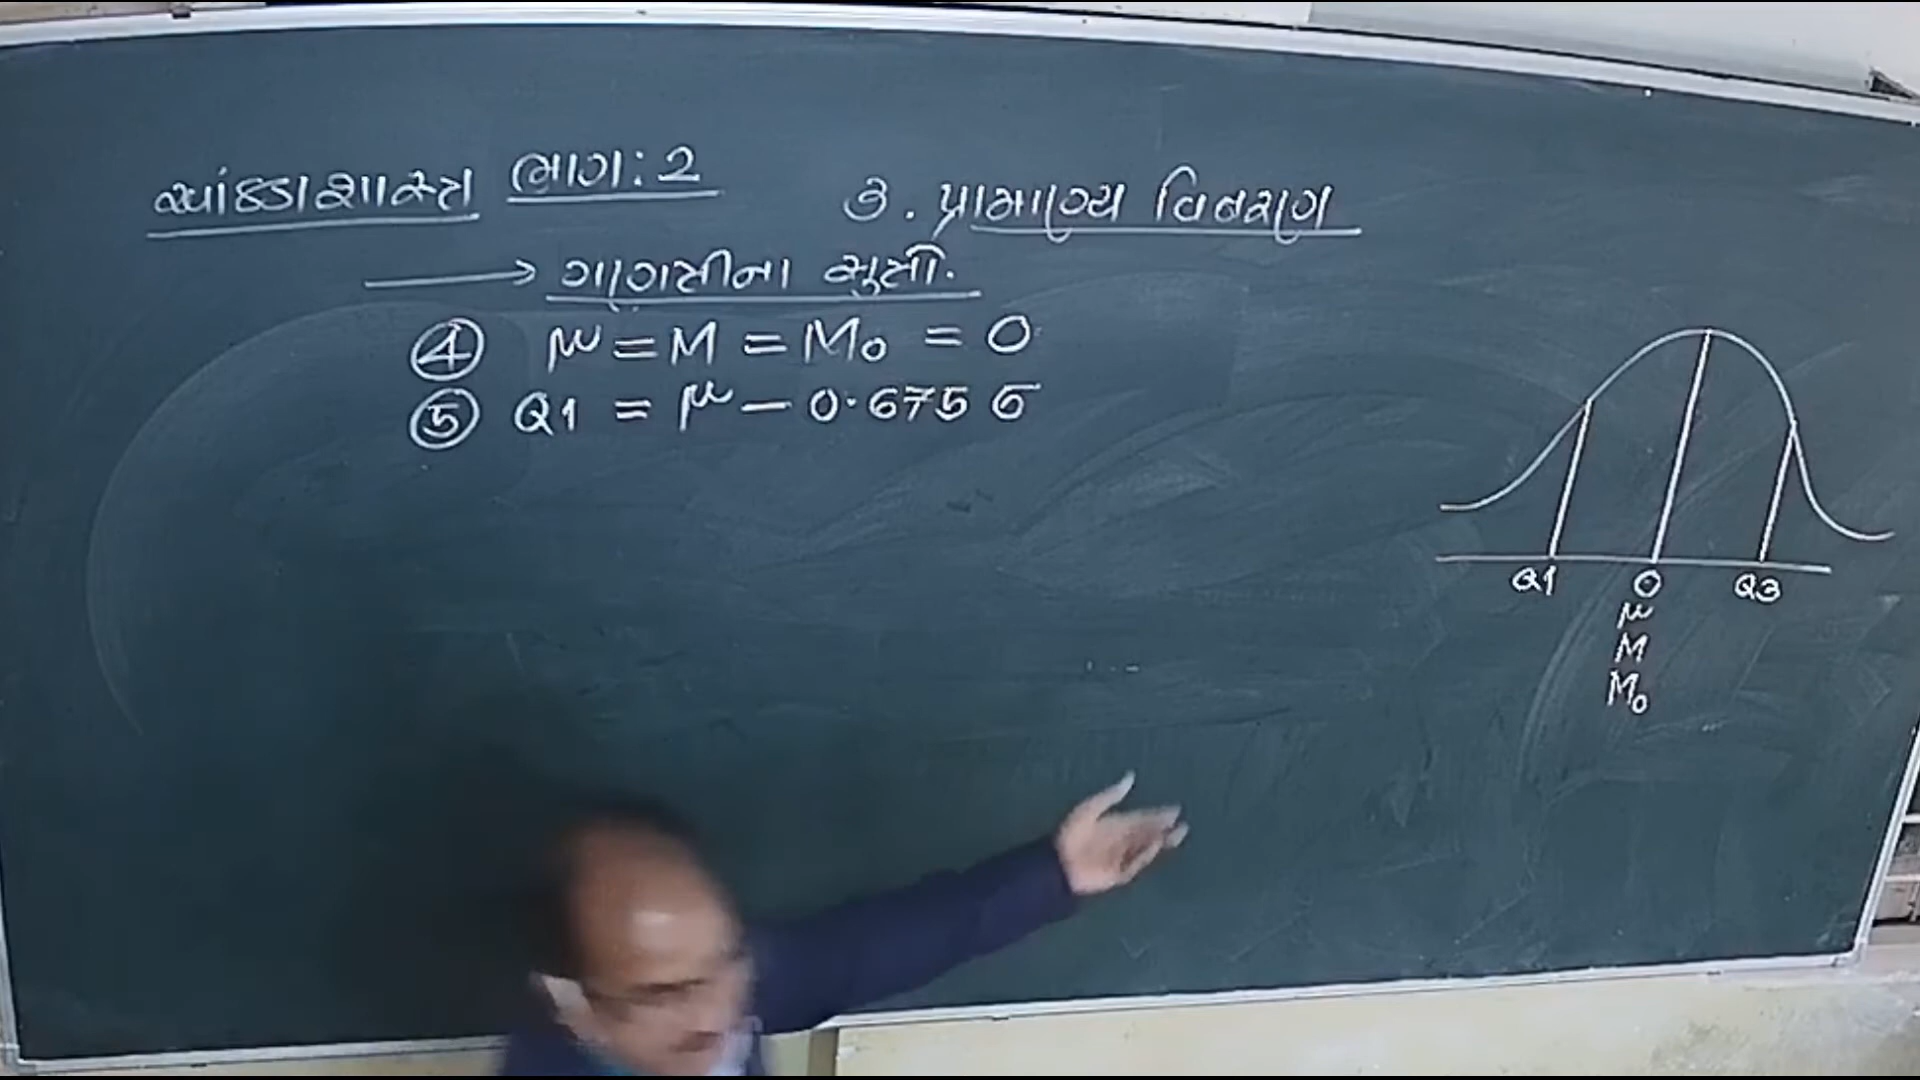 આંકડાશાસ્ત્ર ભાગ: 2
૩. પ્રામાણ્ય વિતરણ
→ ગણતરીના સૂત્રો.
④ μ = M = M₀ = 0
⑤ Q1 = μ - 0.675 σ
Q1 0 Q3
μ
M
M₀